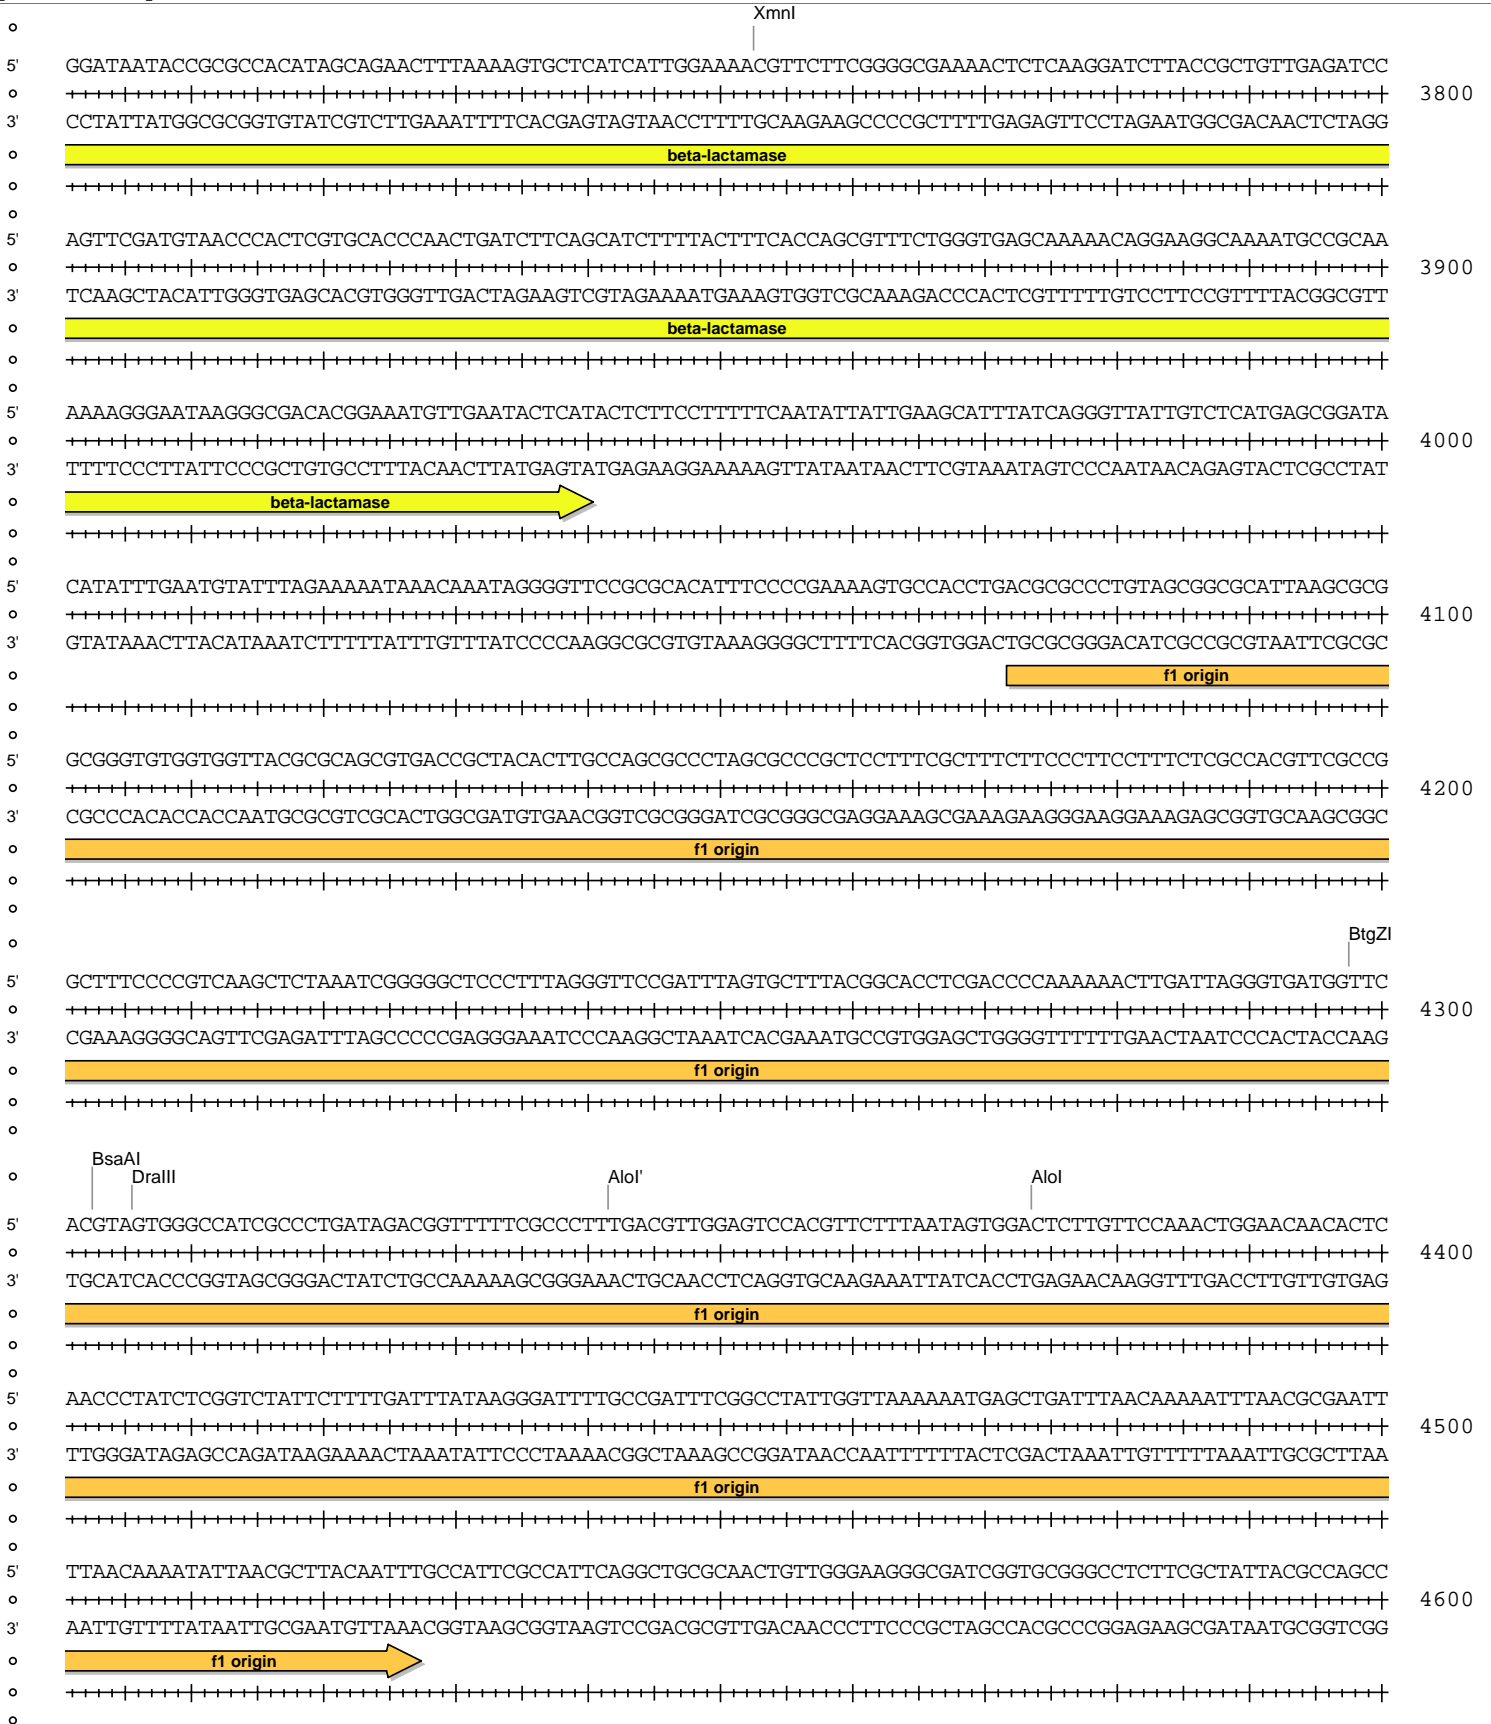 XmnI
5' GGATAATACCGCGCCACATAGCAGAACTTTAAAAGTGCTCATCATTGGAAAACGTTCTTCGGGGCGAAAACTCTCAAGGATCTTACCGCTGTTGAGATCC
3800
3' CCTATTATGGCGCGGTGTATCGTCTTGAAATTTTCACGAGTAGTAACCTTTTGCAAGAAGCCCCGCTTTTGAGAGTTCCTAGAATGGCGACAACTCTAGG
beta-lactamase
5' AGTTCGATGTAACCCACTCGTGCACCCAACTGATCTTCAGCATCTTTTACTTTCACCAGCGTTTCTGGGTGAGCAAAAACAGGAAGGCAAAATGCCGCAA
3900
3' TCAAGCTACATTGGGTGAGCACGTGGGTTGACTAGAAGTCGTAGAAAATGAAAGTGGTCGCAAAGACCCACTCGTTTTTGTCCTTCCGTTTTACGGCGTT
beta-lactamase
5' AAAAGGGAATAAGGGCGACACGGAAATGTTGAATACTCATACTCTTCCTTTTTCAATATTATTGAAGCATTTATCAGGGTTATTGTCTCATGAGCGGATA
4000
3' TTTTCCCTTATTCCCGCTGTGCCTTTACAACTTATGAGTATGAGAAGGAAAAAGTTATAATAACTTCGTAAATAGTCCCAATAACAGAGTACTCGCCTAT
beta-lactamase
5' CATATTTGAATGTATTTAGAAAAATAAACAAATAGGGGTTCCGCGCACATTTCCCCGAAAAGTGCCACCTGACGCGCCCTGTAGCGGCGCATTAAGCGCG
4100
3' GTATAAACTTACATAAATCTTTTTATTTGTTTATCCCCAAGGCGCGTGTAAAGGGGCTTTTCACGGTGGACTGCGCGGGACATCGCCGCGTAATTCGCGC
f1 origin
5' GCGGGTGTGGTGGTTACGCGCAGCGTGACCGCTACACTTGCCAGCGCCCTAGCGCCCGCTCCTTTCGCTTTCTTCCCTTCCTTTCTCGCCACGTTCGCCG
4200
3' CGCCCACACCACCAATGCGCGTCGCACTGGCGATGTGAACGGTCGCGGGATCGCGGGCGAGGAAAGCGAAAGAAGGGAAGGAAAGAGCGGTGCAAGCGGC
f1 origin
BtgZI
5' GCTTTCCCCGTCAAGCTCTAAATCGGGGGCTCCCTTTAGGGTTCCGATTTAGTGCTTTACGGCACCTCGACCCCAAAAAACTTGATTAGGGTGATGGTTC
4300
3' CGAAAGGGGCAGTTCGAGATTTAGCCCCCGAGGGAAATCCCAAGGCTAAATCACGAAATGCCGTGGAGCTGGGGTTTTTTGAACTAATCCCACTACCAAG
f1 origin
BsaAI
DraIII AloI' AloI
5' ACGTAGTGGGCCATCGCCCTGATAGACGGTTTTTCGCCCTTTGACGTTGGAGTCCACGTTCTTTAATAGTGGACTCTTGTTCCAAACTGGAACAACACTC
4400
3' TGCATCACCCGGTAGCGGGACTATCTGCCAAAAAGCGGGAAACTGCAACCTCAGGTGCAAGAAATTATCACCTGAGAACAAGGTTTGACCTTGTTGTGAG
f1 origin
5' AACCCTATCTCGGTCTATTCTTTTGATTTATAAGGGATTTTGCCGATTTCGGCCTATTGGTTAAAAAATGAGCTGATTTAACAAAAATTTAACGCGAATT
4500
3' TTGGGATAGAGCCAGATAAGAAAACTAAATATTCCCTAAAACGGCTAAAGCCGGATAACCAATTTTTTACTCGACTAAATTGTTTTTAAATTGCGCTTAA
f1 origin
5' TTAACAAAATATTAACGCTTACAATTTGCCATTCGCCATTCAGGCTGCGCAACTGTTGGGAAGGGCGATCGGTGCGGGCCTCTTCGCTATTACGCCAGCC
4600
3' AATTGTTTTATAATTGCGAATGTTAAACGGTAAGCGGTAAGTCCGACGCGTTGACAACCCTTCCCGCTAGCCACGCCCGGAGAAGCGATAATGCGGTCGG
f1 origin